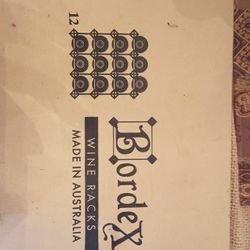 12
BordeX
WINE RACKS
MADE IN AUSTRALIA